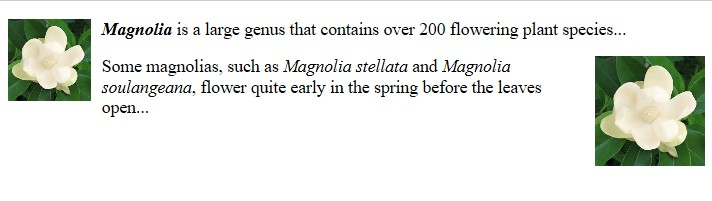 Magnolia is a large genus that contains over 200 flowering plant species...
Some magnolias, such as Magnolia stellata and Magnolia
soulangeana, flower quite early in the spring before the leaves
open...